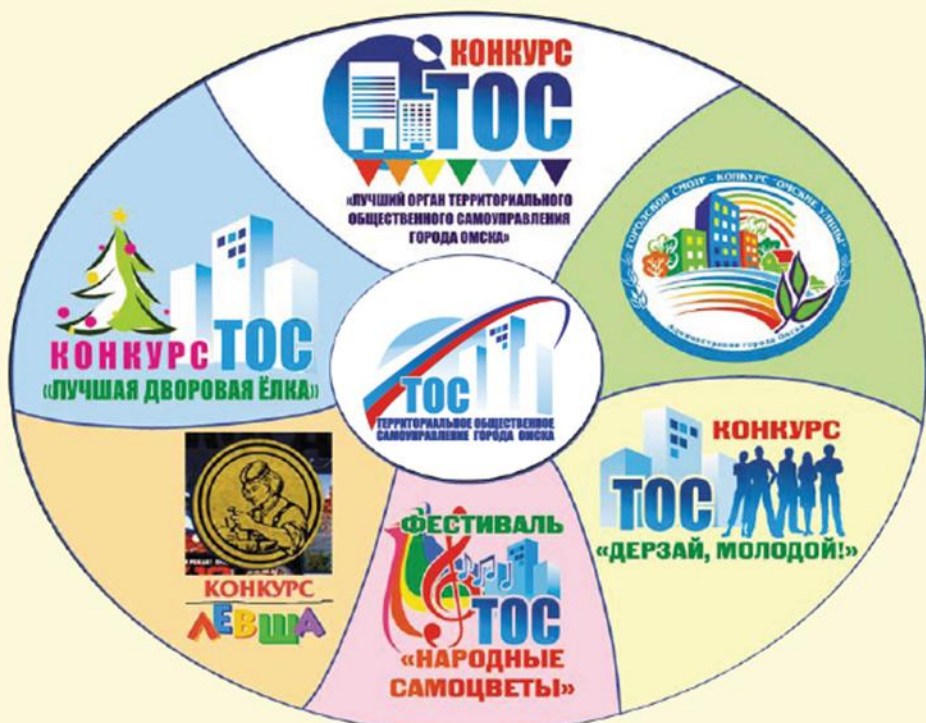 КОНКУРС
ТОС
«ЛУЧШИЙ ОРГАН ТЕРРИТОРИАЛЬНОГО
ОБЩЕСТВЕННОГО САМОУПРАВЛЕНИЯ
ГОРОДА ОМСКА»
ГОРОДСКОЙ СМОТР - КОНКУРС "ОМСКИЕ УЛИЦЫ"
Администрация города Омска
КОНКУРС ТОС
«ЛУЧШАЯ ДВОРОВАЯ ЁЛКА»
ТОС
ТЕРРИТОРИАЛЬНОЕ ОБЩЕСТВЕННОЕ
САМОУПРАВЛЕНИЕ ГОРОДА ОМСКА
КОНКУРС
ТОС
«ДЕРЗАЙ, МОЛОДОЙ!»
КОНКУРС
ЛЕВША
ФЕСТИВАЛЬ
ТОС
«НАРОДНЫЕ
САМОЦВЕТЫ»